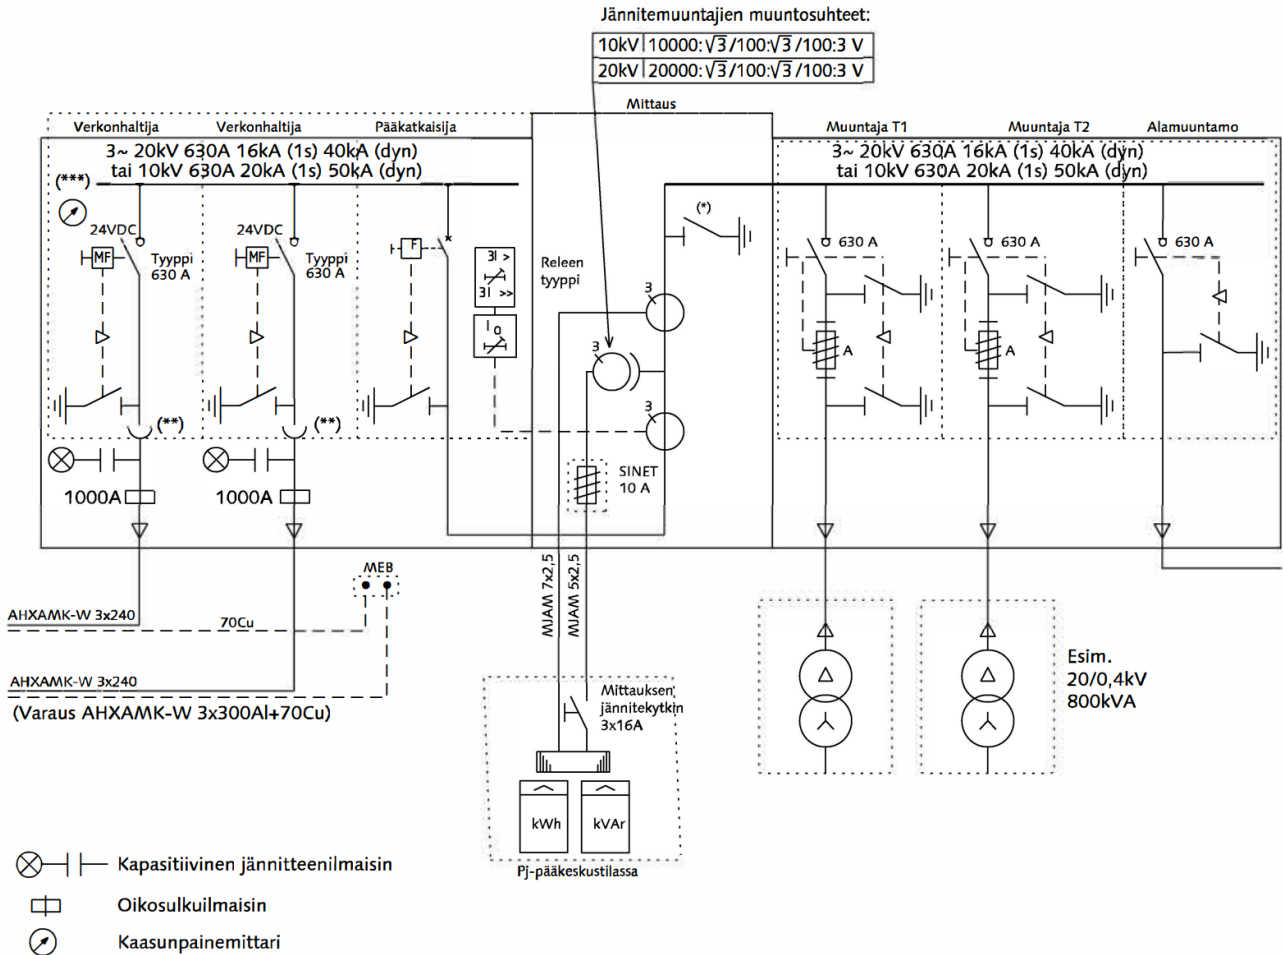 Jännitemuuntajien muuntosuhteet:
10kV 10000:√3/100:√3/100:3 V
20kV 20000:√3/100:√3/100:3 V
Mittaus
Verkonhaltija
Verkonhaltija
Pääkatkaisija
Muuntaja T1
Muuntaja T2
Alamuuntamo
3~ 20kV 630A 16kA (1s) 40kA (dyn)
tai 10kV 630A 20kA (1s) 50kA (dyn)
3~ 20kV 630A 16kA (1s) 40kA (dyn)
tai 10kV 630A 20kA (1s) 50kA (dyn)
(***)
(*)
24VDC
24VDC
MF
Tyyppi
630 A
MF
Tyyppi
630 A
F
3I >
3I >>
Releen
tyyppi
630 A
630 A
630 A
3
I o
3
A
A
3
(**)
(**)
SINET
10 A
1000A
1000A
MJAM 7x2,5
MJAM 5x2,5
MEB
AHXAMK-W 3x240
70Cu
AHXAMK-W 3x240
(Varaus AHXAMK-W 3x300Al+70Cu)
Esim.
20/0,4kV
800kVA
Mittauksen
jännitekytkin
3x16A
kWh
kVAr
Pj-pääkeskustilassa
Kapasitiivinen jännitteenilmaisin
Oikosulkuilmaisin
Kaasunpainemittari